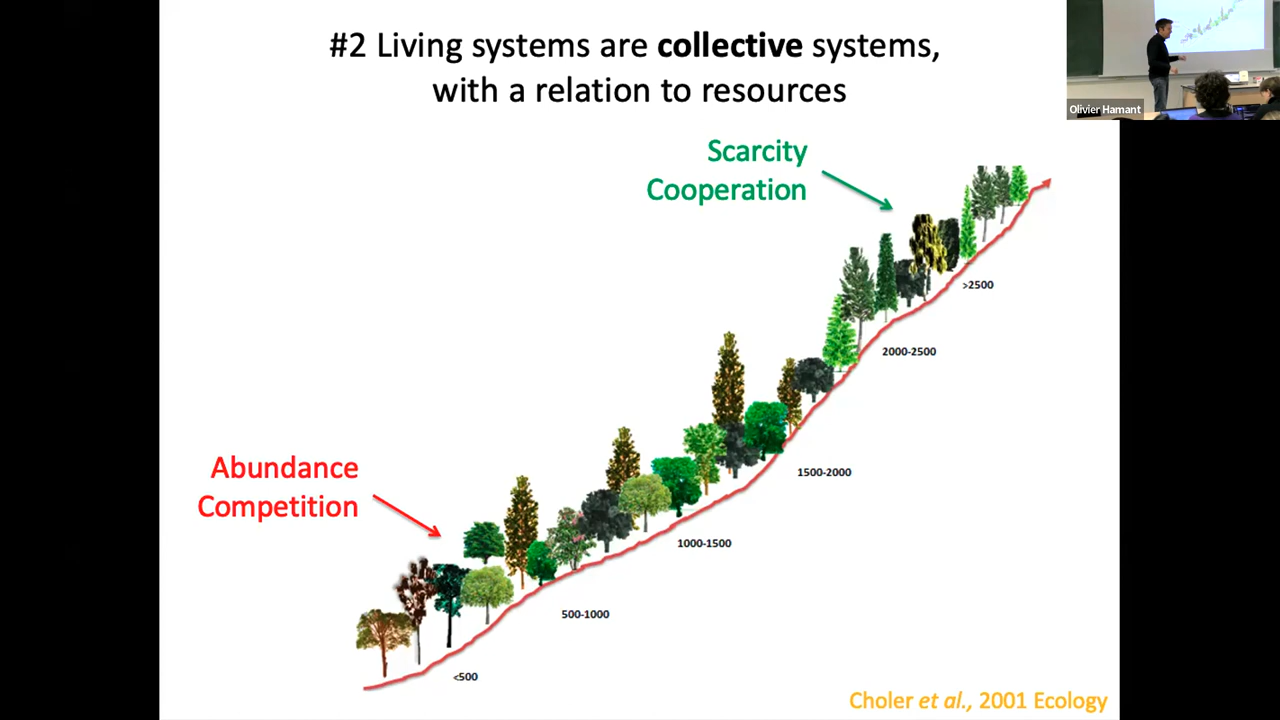 #2 Living systems are collective systems,
with a relation to resources
Olivier Hamant
Scarcity
Cooperation
>2500
2000-2500
Abundance
Competition
1500-2000
1000-1500
500-1000
<500
Choler et al., 2001 Ecology